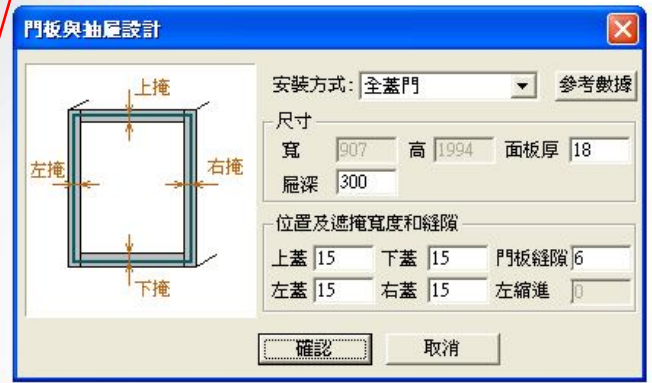 門板與抽屜設計
安裝方式: 全蓋門 參考數據
上掩
左掩
右掩
下掩
尺寸
寬 907 高 1994 面板厚 18
屜深 300
位置及遮掩寬度和縫隙
上蓋 15 下蓋 15 門板縫隙 6
左蓋 15 右蓋 15 左縮進 0
確認 取消